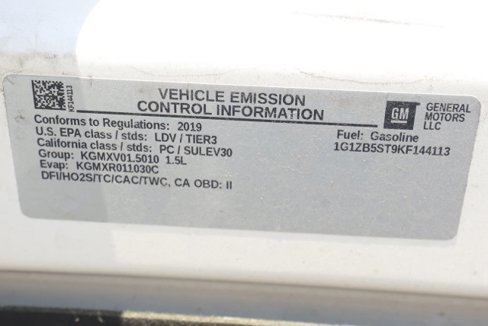 KF144113
VEHICLE EMISSION
CONTROL INFORMATION
GM
GENERAL
MOTORS
LLC
Conforms to Regulations: 2019
U.S. EPA class / stds: LDV / TIER3
California class / stds: PC / SULEV30
Group: KGMXV01.5010 1.5L
Evap: KGMXR011030C
DFI/HO2S/TC/CAC/TWC, CA OBD: II
Fuel: Gasoline
1G1ZB5ST9KF144113